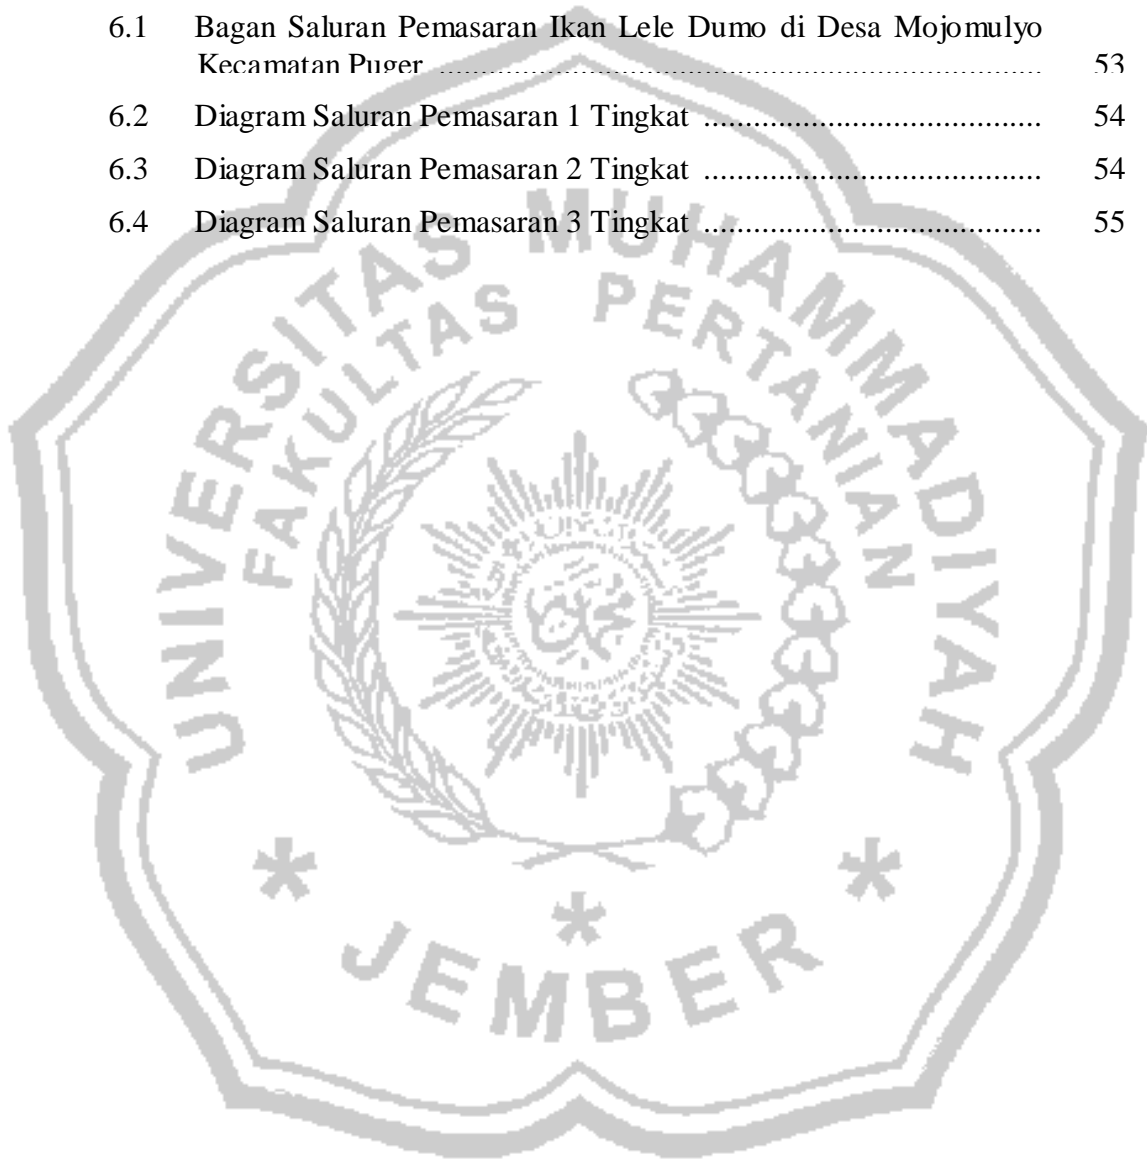 6.1 Bagan Saluran Pemasaran Ikan Lele Dumo di Desa Mojomulyo
Kecamatan Puger ........................................................................ 53
6.2 Diagram Saluran Pemasaran 1 Tingkat ........................................ 54
6.3 Diagram Saluran Pemasaran 2 Tingkat ........................................ 54
6.4 Diagram Saluran Pemasaran 3 Tingkat ........................................ 55
UNIVERSITAS MUHAMMADIYAH
FAKULTAS PERTANIAN
* * *
JEMBER